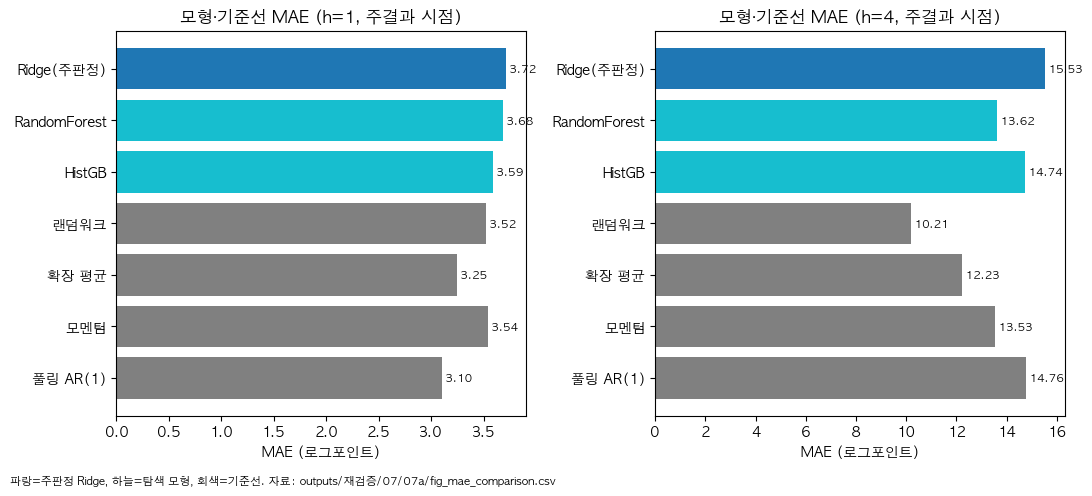 모형·기준선 MAE (h=1, 주결과 시점)
Ridge(주판정)
3.72
RandomForest
3.68
HistGB
3.59
랜덤워크
3.52
확장 평균
3.25
모멘텀
3.54
풀링 AR(1)
3.10
0.0 0.5 1.0 1.5 2.0 2.5 3.0 3.5
MAE (로그포인트)
모형·기준선 MAE (h=4, 주결과 시점)
Ridge(주판정)
15.53
RandomForest
13.62
HistGB
14.74
랜덤워크
10.21
확장 평균
12.23
모멘텀
13.53
풀링 AR(1)
14.76
0 2 4 6 8 10 12 14 16
MAE (로그포인트)
파랑=주판정 Ridge, 하늘=탐색 모형, 회색=기준선. 자료: outputs/재검증/07/07a/fig_mae_comparison.csv